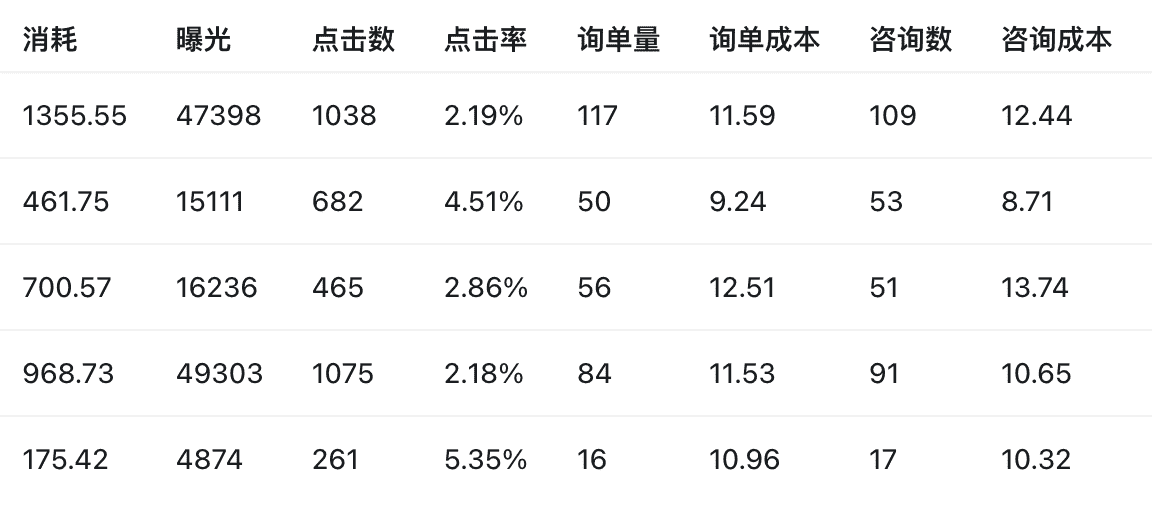 消耗 曝光 点击数 点击率 询单量 询单成本 咨询数 咨询成本
1355.55 47398 1038 2.19% 117 11.59 109 12.44
461.75 15111 682 4.51% 50 9.24 53 8.71
700.57 16236 465 2.86% 56 12.51 51 13.74
968.73 49303 1075 2.18% 84 11.53 91 10.65
175.42 4874 261 5.35% 16 10.96 17 10.32